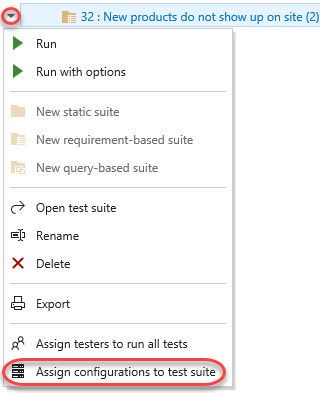 32 : New products do not show up on site (2)
Run
Run with options
New static suite
New requirement-based suite
New query-based suite
Open test suite
Rename
Delete
Export
Assign testers to run all tests
Assign configurations to test suite